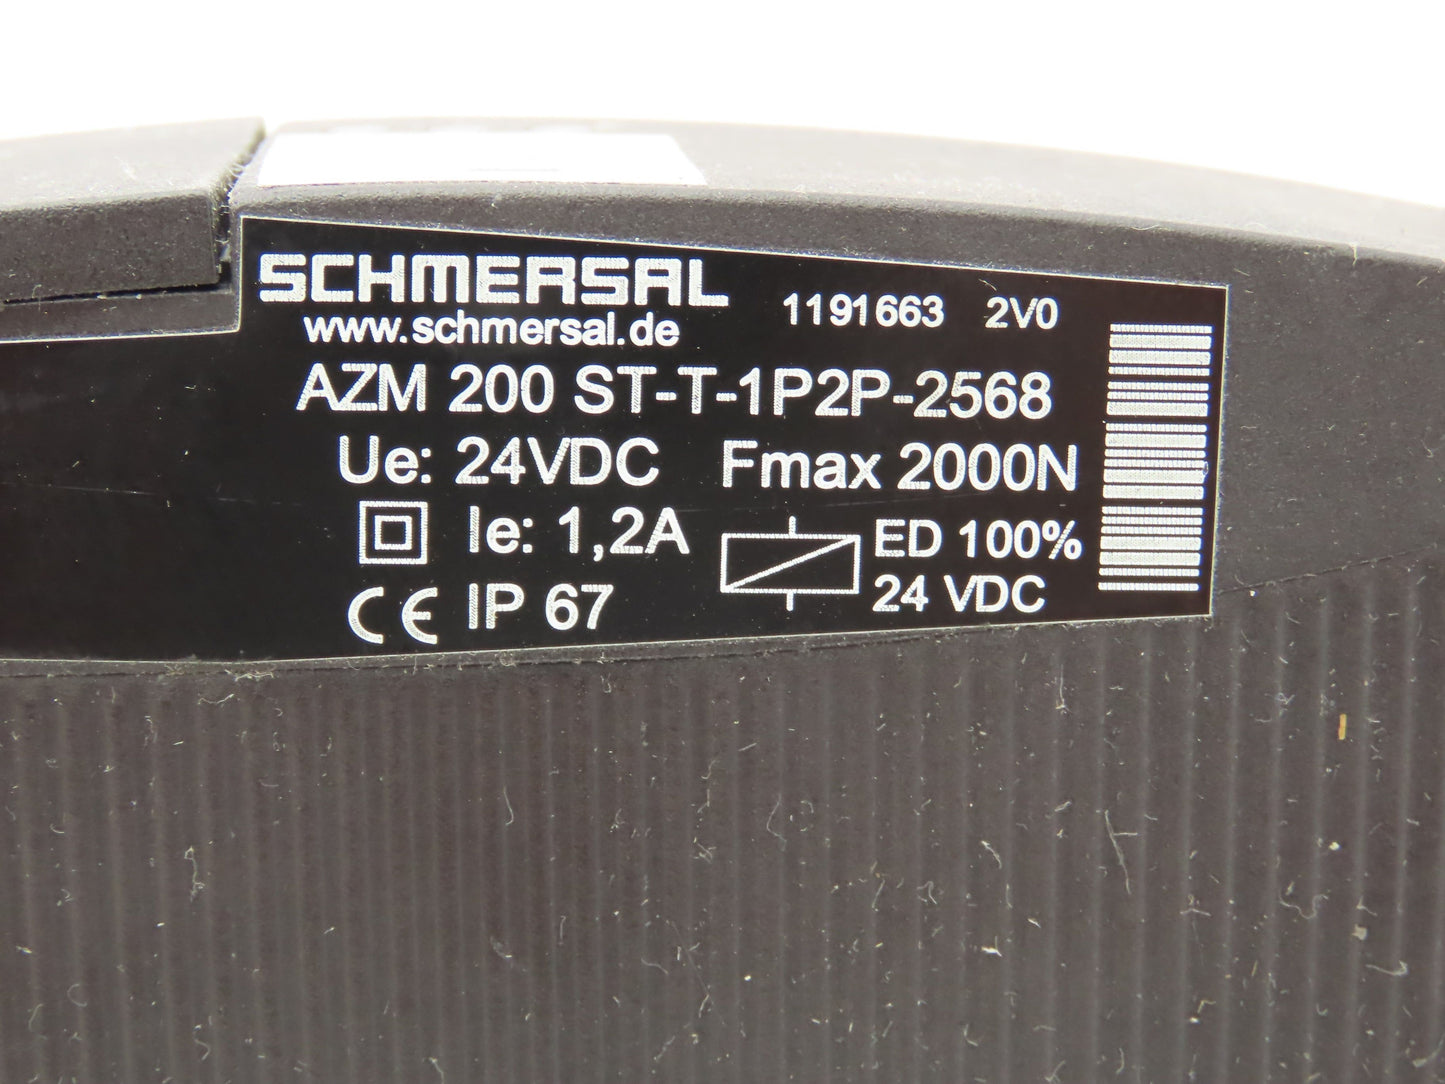 SCHMERSAL
1191663 2V0
www.schmersal.de
AZM 200 ST-T-1P2P-2568
Ue: 24VDC Fmax 2000N
Ie: 1,2A ED 100%
24 VDC
CE IP 67